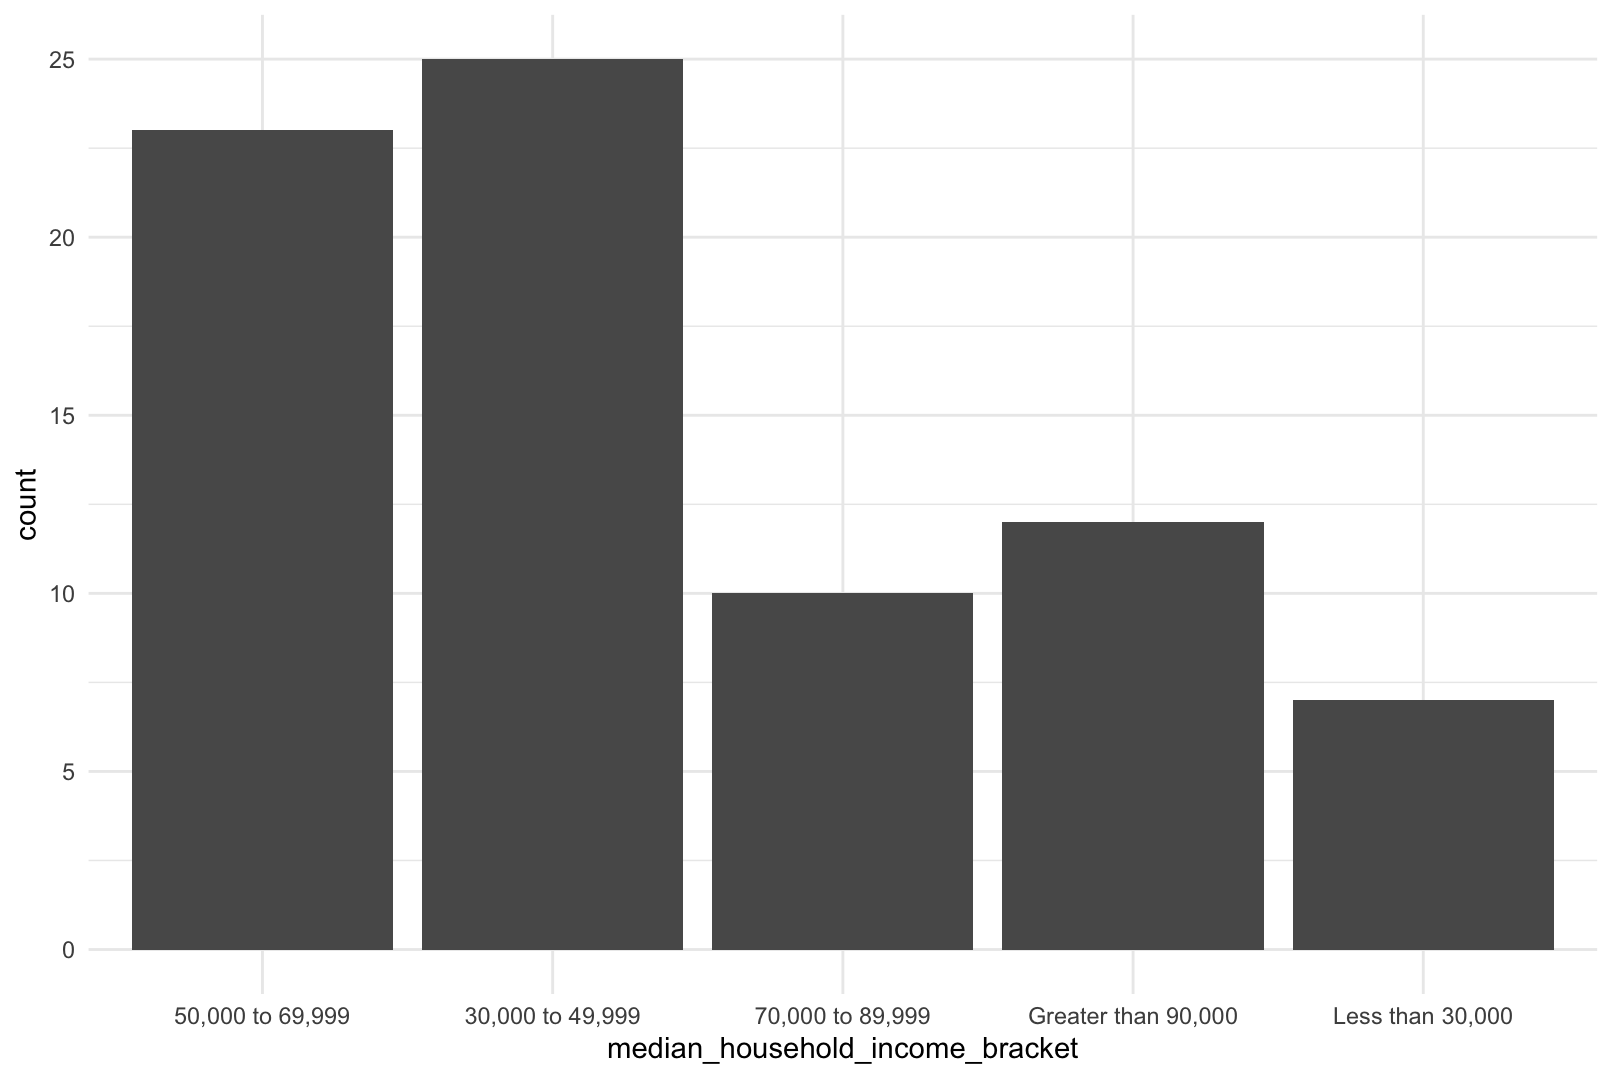 25
20
15
10
5
0
count
50,000 to 69,999
30,000 to 49,999
70,000 to 89,999
Greater than 90,000
Less than 30,000
median_household_income_bracket